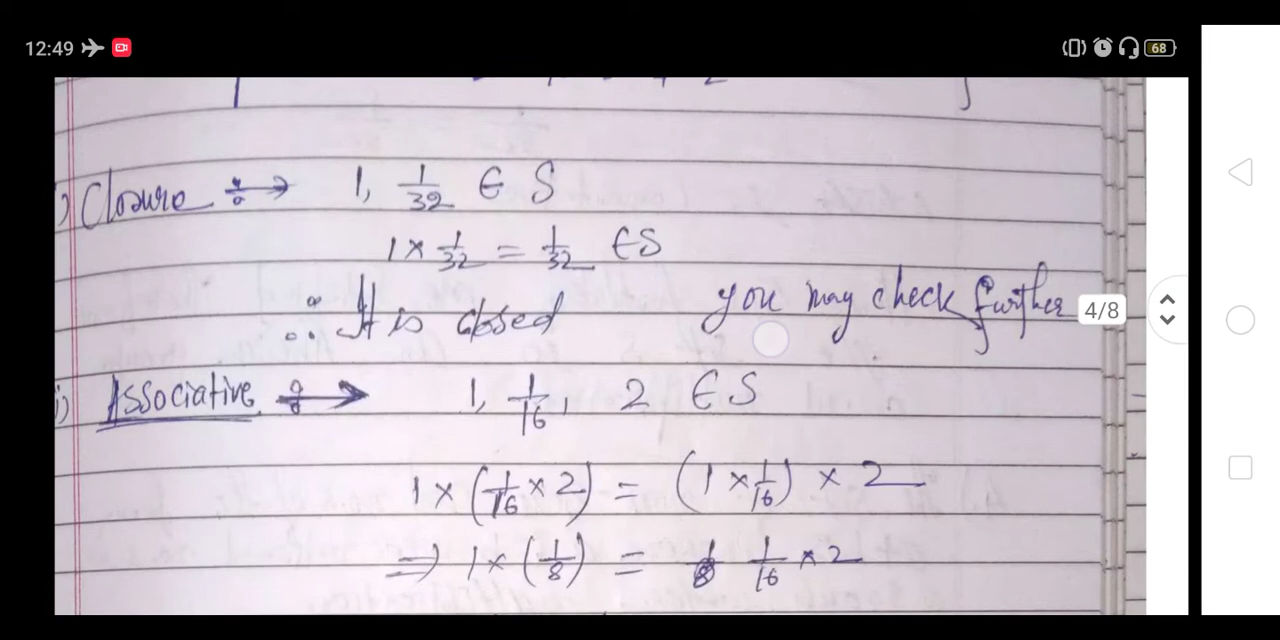 12:49
68
) Closure ÷→ 1, 1/32 ∈ S
1 × 1/32 = 1/32 ∈ S
∴ It is closed
you may check further
4/8
i) Associative ÷→ 1, 1/16, 2 ∈ S
1 × (1/16 × 2) = (1 × 1/16) × 2
⇒ 1 × (1/8) = 1/16 × 2